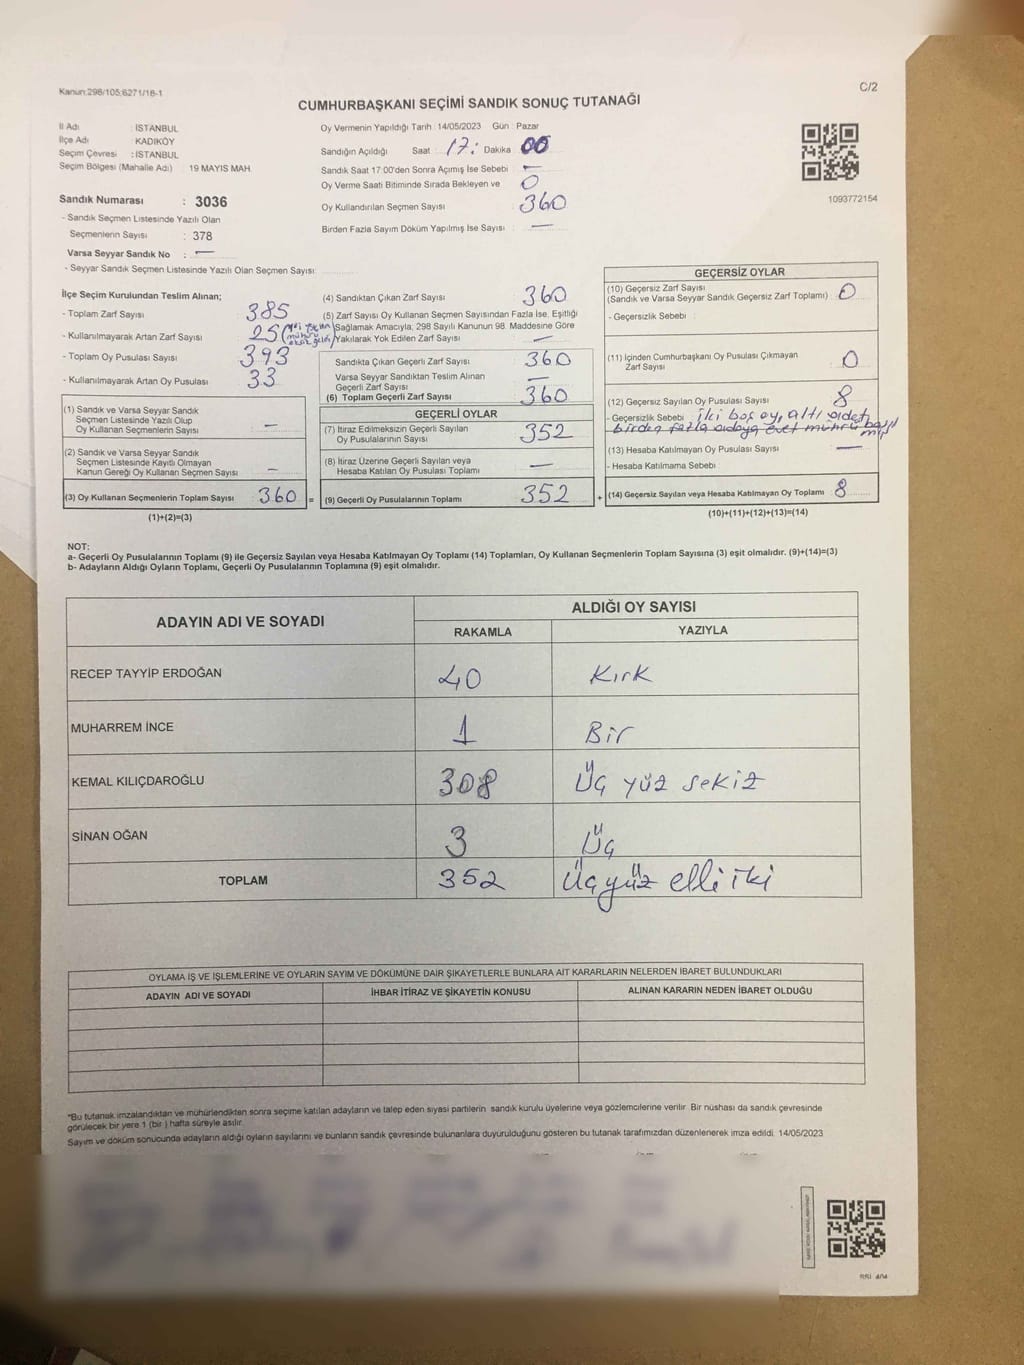 Kanun:298/105;6271/18-1
C/2
CUMHURBAŞKANI SEÇİMİ SANDIK SONUÇ TUTANAĞI
İl Adı : İSTANBUL
İlçe Adı : KADIKÖY
Seçim Çevresi : İSTANBUL
Seçim Bölgesi (Mahalle Adı) : 19 MAYIS MAH.
Sandık Numarası : 3036
- Sandık Seçmen Listesinde Yazılı Olan
Seçmenlerin Sayısı : 378
Varsa Seyyar Sandık No : —
- Seyyar Sandık Seçmen Listesinde Yazılı Olan Seçmen Sayısı:
Oy Vermenin Yapıldığı Tarih : 14/05/2023 Gün : Pazar
Sandığın Açıldığı Saat : 17: Dakika : 00
Sandık Saat 17:00'den Sonra Açımış İse Sebebi : —
Oy Verme Saati Bitiminde Sırada Bekleyen ve 0
Oy Kullandırılan Seçmen Sayısı : 360
Birden Fazla Sayım Döküm Yapılmış İse Sayısı : —
1093772154
İlçe Seçim Kurulundan Teslim Alınan;
- Toplam Zarf Sayısı : 385
- Kullanılmayarak Artan Zarf Sayısı : 25
- Toplam Oy Pusulası Sayısı : 393
- Kullanılmayarak Artan Oy Pusulası : 33
(1) Sandık ve Varsa Seyyar Sandık
Seçmen Listesinde Yazılı Olup
Oy Kullanan Seçmenlerin Sayısı : —
(2) Sandık ve Varsa Seyyar Sandık
Seçmen Listesinde Kayıtlı Olmayan
Kanun Gereği Oy Kullanan Seçmen Sayısı : —
(3) Oy Kullanan Seçmenlerin Toplam Sayısı : 360 =
(1)+(2)=(3)
(4) Sandıktan Çıkan Zarf Sayısı : 360
(5) Zarf Sayısı Oy Kullanan Seçmen Sayısından Fazla İse, Eşitliği
Sağlamak Amacıyla, 298 Sayılı Kanunun 98. Maddesine Göre
Yakılarak Yok Edilen Zarf Sayısı : —
Sandıkta Çıkan Geçerli Zarf Sayısı : 360
Varsa Seyyar Sandıktan Teslim Alınan
Geçerli Zarf Sayısı : —
(6) Toplam Geçerli Zarf Sayısı : 360
GEÇERLİ OYLAR
(7) İtiraz Edilmeksizin Geçerli Sayılan
Oy Pusulalarının Sayısı : 352
(8) İtiraz Üzerine Geçerli Sayılan veya
Hesaba Katılan Oy Pusulası Toplamı : —
(9) Geçerli Oy Pusulalarının Toplamı : 352 +
GEÇERSİZ OYLAR
(10) Geçersiz Zarf Sayısı
(Sandık ve Varsa Seyyar Sandık Geçersiz Zarf Toplamı) : 0
- Geçersizlik Sebebi :
(11) İçinden Cumhurbaşkanı Oy Pusulası Çıkmayan
Zarf Sayısı : 0
(12) Geçersiz Sayılan Oy Pusulası Sayısı : 8
- Geçersizlik Sebebi : iki boş oy, altı adet
birden fazla adaya evet mührü basıl
mış
(13) Hesaba Katılmayan Oy Pusulası Sayısı : —
- Hesaba Katılmama Sebebi :
(14) Geçersiz Sayılan veya Hesaba Katılmayan Oy Toplamı : 8
(10)+(11)+(12)+(13)=(14)
NOT:
a- Geçerli Oy Pusulalarının Toplamı (9) ile Geçersiz Sayılan veya Hesaba Katılmayan Oy Toplamı (14) Toplamları, Oy Kullanan Seçmenlerin Toplam Sayısına (3) eşit olmalıdır. (9)+(14)=(3)
b- Adayların Aldığı Oyların Toplamı, Geçerli Oy Pusulalarının Toplamına (9) eşit olmalıdır.
ADAYIN ADI VE SOYADI
ALDIĞI OY SAYISI
RAKAMLA YAZIYLA
RECEP TAYYİP ERDOĞAN 40 Kırk
MUHARREM İNCE 1 Bir
KEMAL KILIÇDAROĞLU 308 Üç yüz sekiz
SİNAN OĞAN 3 Üç
TOPLAM 352 Üç yüz elli iki
OYLAMA İŞ VE İŞLEMLERİNE VE OYLARIN SAYIM VE DÖKÜMÜNE DAİR ŞİKAYETLERLE BUNLARA AİT KARARLARIN NELERDEN İBARET BULUNDUKLARI
ADAYIN ADI VE SOYADI İHBAR İTİRAZ VE ŞİKAYETİN KONUSU ALINAN KARARIN NEDEN İBARET OLDUĞU
*Bu tutanak imzalandıktan ve mühürlendikten sonra seçime katılan adayların ve talep eden siyasi partilerin sandık kurulu üyelerine veya gözlemcilerine verilir. Bir nüshası da sandık çevresinde
görülecek bir yere 1 (bir ) hafta süreyle asılır.
Sayım ve döküm sonucunda adayların aldığı oyların sayılarını ve bunların sandık çevresinde bulunanlara duyurulduğunu gösteren bu tutanak tarafımızdan düzenlenerek imza edildi. 14/05/2023